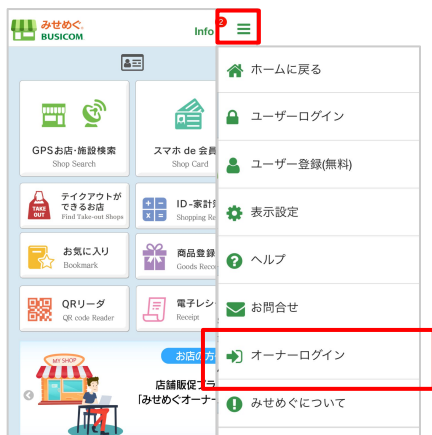 みせめぐ.
BUSICOM
Info
2
GPSお店・施設検索
Shop Search
スマホ de 会員
Shop Card
TAKE
OUT
テイクアウトが
できるお店
Find Take-out Shops
ID-家計
Shopping Re
お気に入り
Bookmark
商品登録
Goods Reco
QRリーダ
QR code Reader
電子レシ
Receipt
MY SHOP
お店の方
店舗販促プラ
「みせめぐオーナー
ホームに戻る
ユーザーログイン
ユーザー登録(無料)
表示設定
ヘルプ
お問合せ
オーナーログイン
みせめぐについて